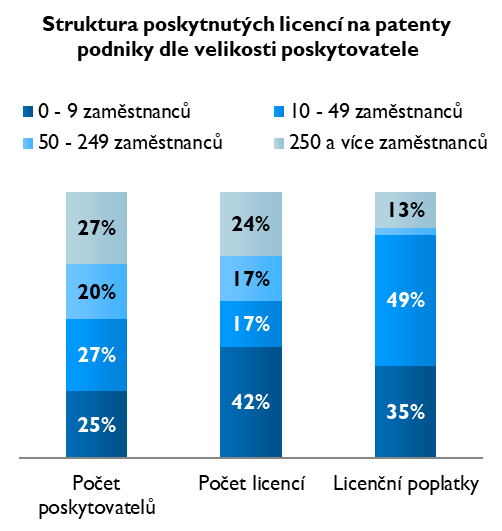 Struktura poskytnutých licencí na patenty
podniky dle velikosti poskytovatele
0 - 9 zaměstnanců
10 - 49 zaměstnanců
50 - 249 zaměstnanců
250 a více zaměstnanců
27% 24% 13%
20% 17%
27% 17% 49%
25% 42% 35%
Počet poskytovatelů
Počet licencí
Licenční poplatky